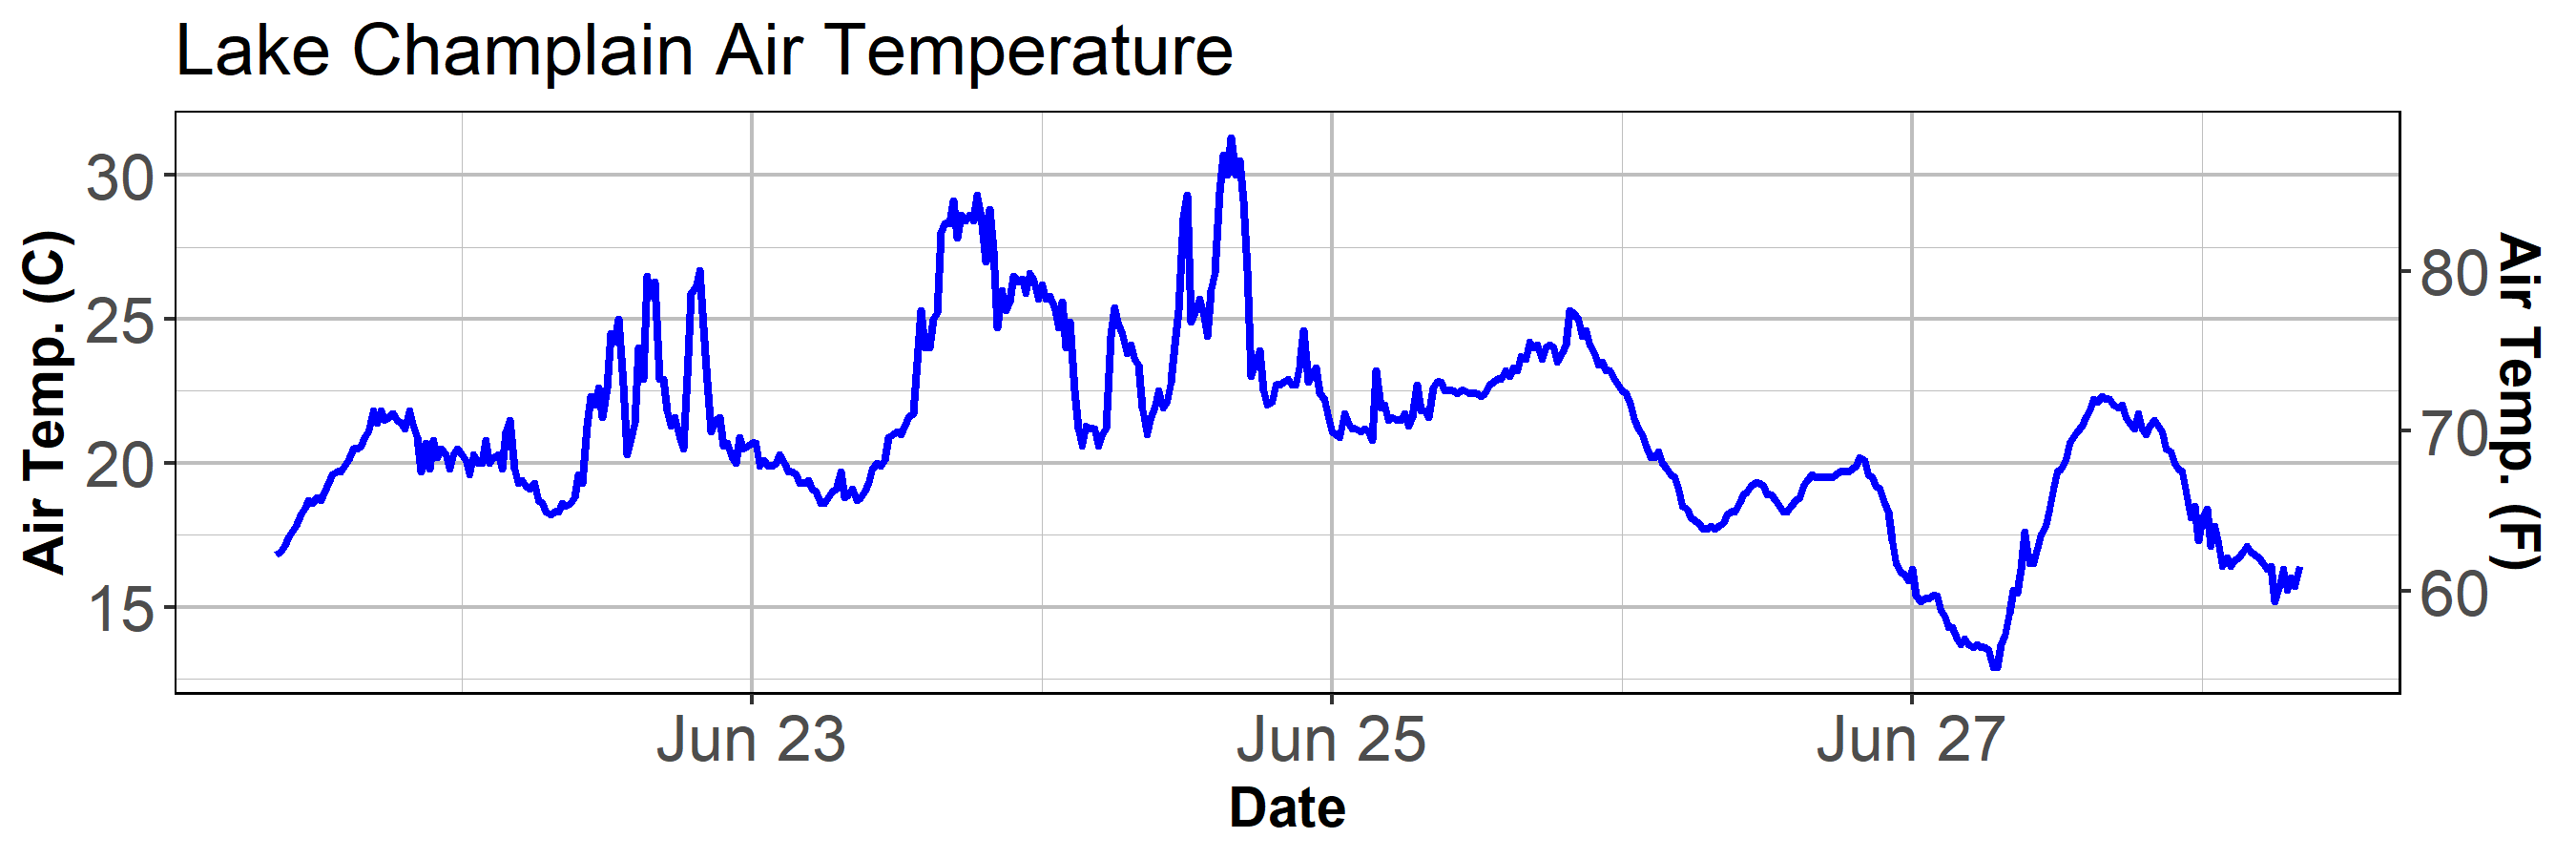 Lake Champlain Air Temperature
Air Temp. (C)
30
25
20
15
80
70
60
Air Temp. (F)
Jun 23
Jun 25
Jun 27
Date